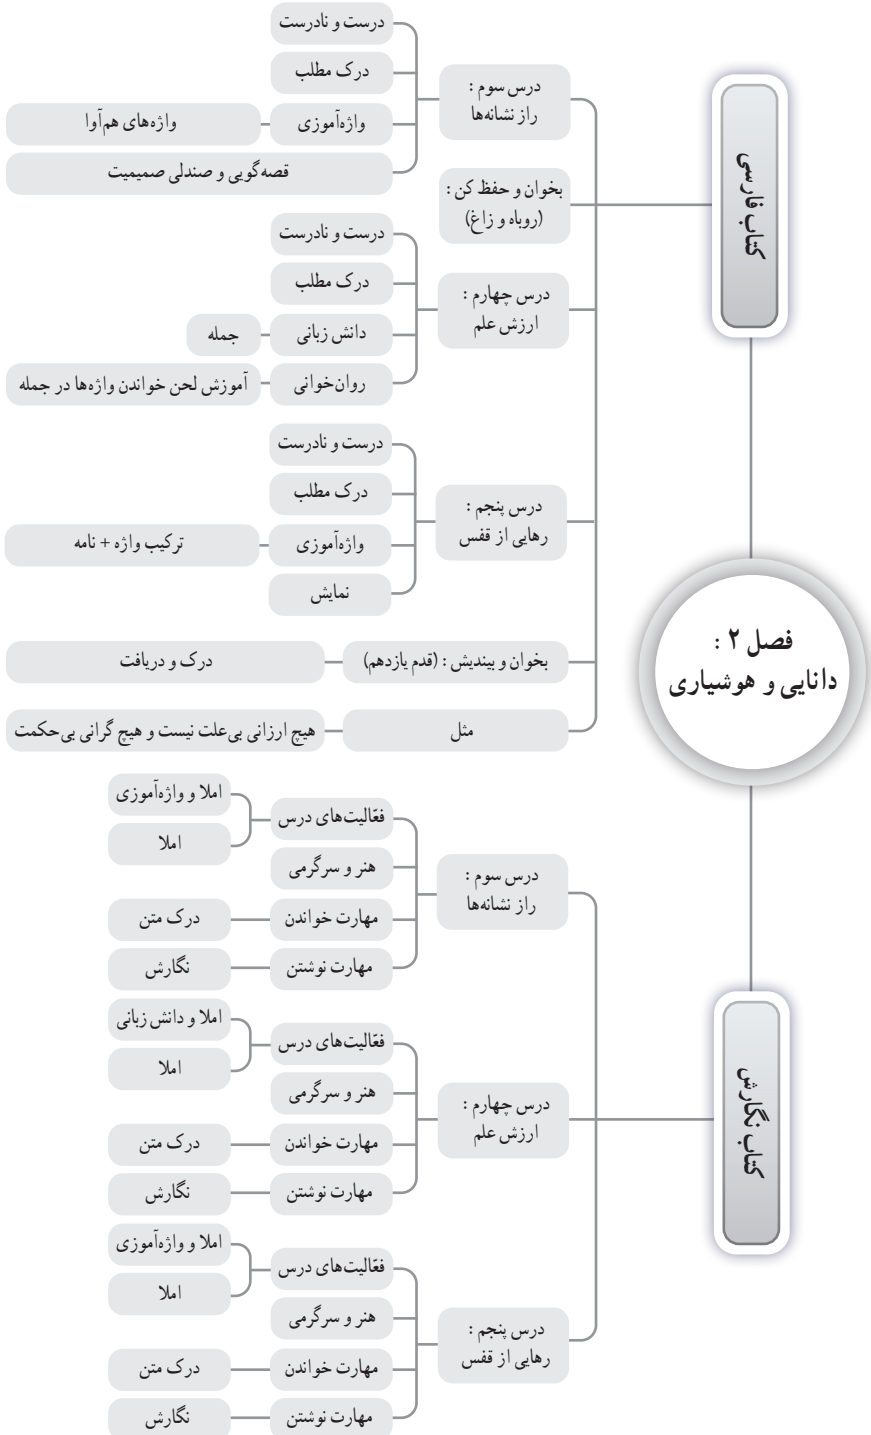 فصل ۲ :
دانایی و هوشیاری
کتاب فارسی
درس سوم :
راز نشانه‌ها
درست و نادرست
درک مطلب
واژه‌آموزی
واژه‌های هم‌آوا
قصه‌گویی و صندلی صمیمیت
بخوان و حفظ کن :
(روباه و زاغ)
درس چهارم :
ارزش علم
درست و نادرست
درک مطلب
دانش زبانی
جمله
روان‌خوانی
آموزش لحن خواندن واژه‌ها در جمله
درس پنجم :
رهایی از قفس
درست و نادرست
درک مطلب
واژه‌آموزی
ترکیب واژه + نامه
نمایش
بخوان و بیندیش : (قدم یازدهم)
درک و دریافت
مثل
هیچ ارزانی بی‌علت نیست و هیچ گرانی بی‌حکمت
کتاب نگارش
درس سوم :
راز نشانه‌ها
فعّالیت‌های درس
املا و واژه‌آموزی
املا
هنر و سرگرمی
مهارت خواندن
درک متن
مهارت نوشتن
نگارش
درس چهارم :
ارزش علم
فعّالیت‌های درس
املا و دانش زبانی
املا
هنر و سرگرمی
مهارت خواندن
درک متن
مهارت نوشتن
نگارش
درس پنجم :
رهایی از قفس
فعّالیت‌های درس
املا و واژه‌آموزی
املا
هنر و سرگرمی
مهارت خواندن
درک متن
مهارت نوشتن
نگارش